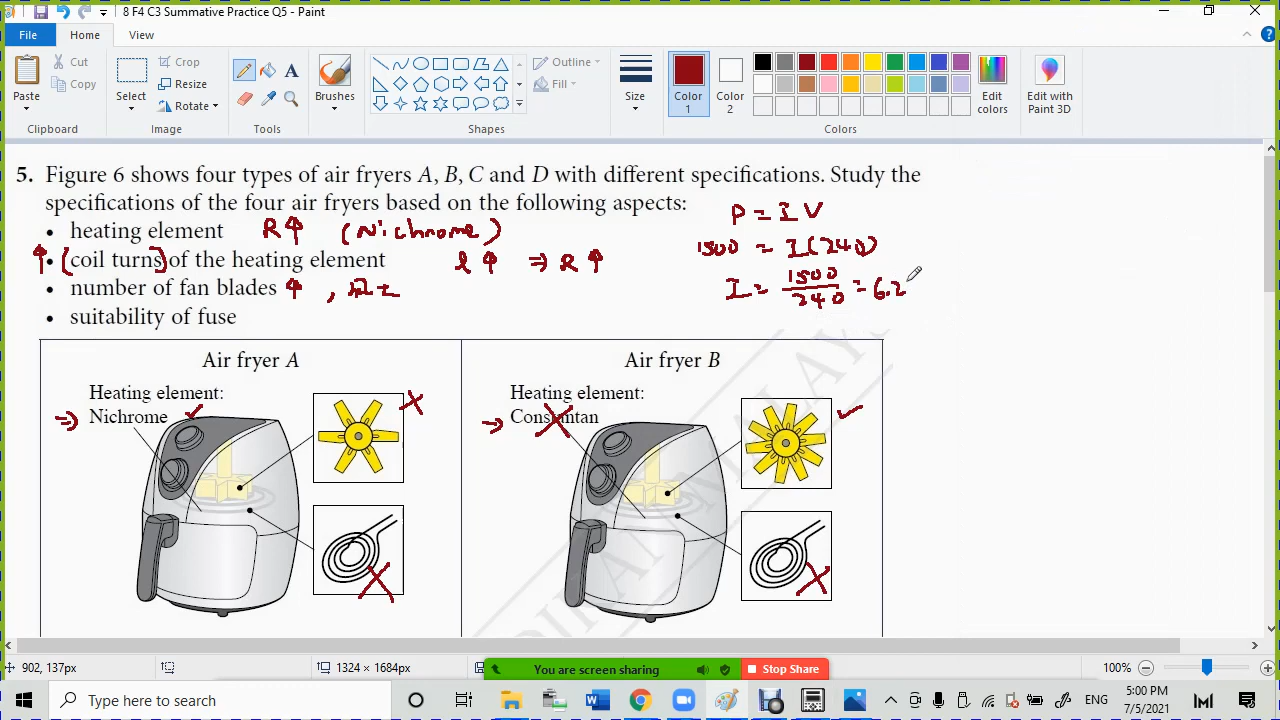 8 F4 C3 Summative Practice Q5 - Paint
File Home View
Paste Cut Copy Select Crop Resize Rotate Brushes Outline Fill Size Color 1 Color 2 Edit colors Edit with Paint 3D
Clipboard Image Tools Shapes Colors
5. Figure 6 shows four types of air fryers A, B, C and D with different specifications. Study the
specifications of the four air fryers based on the following aspects:
• heating element R↑ (Nichrome)
↑ • [coil turns] of the heating element l↑ ⇒ R↑
• number of fan blades ↑ ,
• suitability of fuse
P = IV
1500 = I(240)
I = 1500/240 = 6.2
Air fryer A
Heating element:
⇒ Nichrome ✓
Air fryer B
Heating element:
⇒ Constantan
902, 137px 1324 × 1684px 100%
You are screen sharing Stop Share
Type here to search
ENG
5:00 PM
7/5/2021